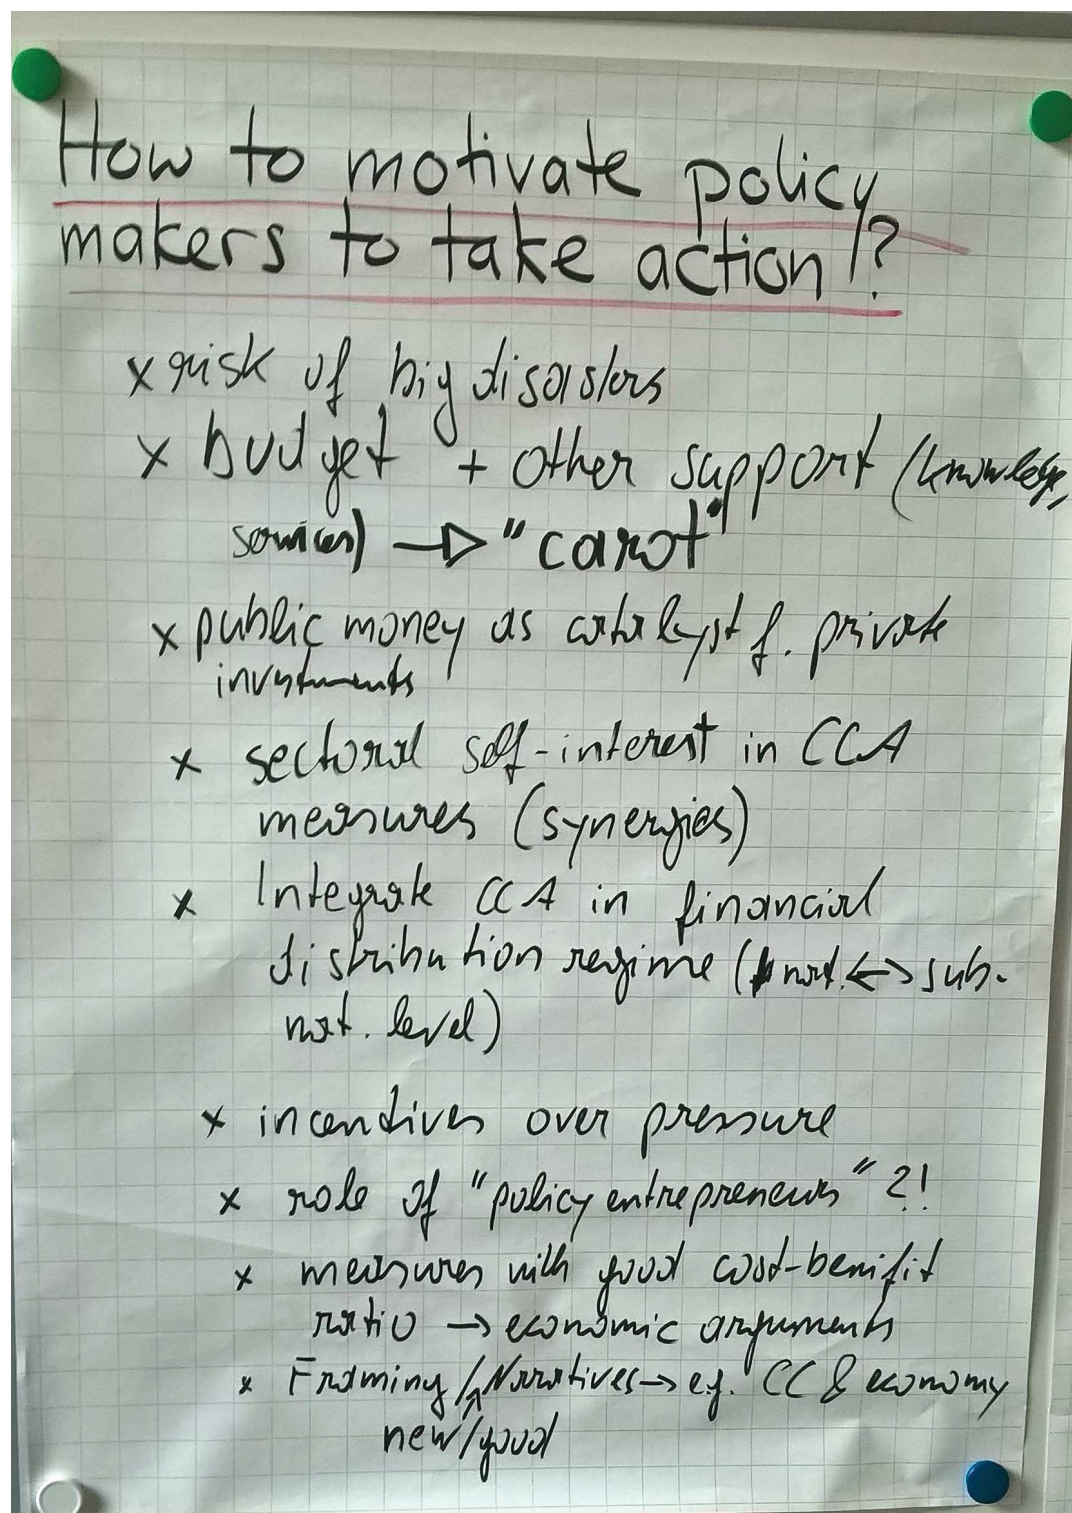 How to motivate policy
makers to take action!?
x risk of big disasters
x budget + other support (knowledge,
services) → "carot"
x public money as catalyst f. private
investments
x sectoral self-interest in CCA
measures (synergies)
x Integrate CCA in financial
distribution regime (nat. ↔ sub-
nat. level)
x incentives over pressure
x role of "policy entrepreneurs" ?!
x measures with good cost-benifit
ratio → economic arguments
x Framing / Narratives → e.g. CC & economy
new/good